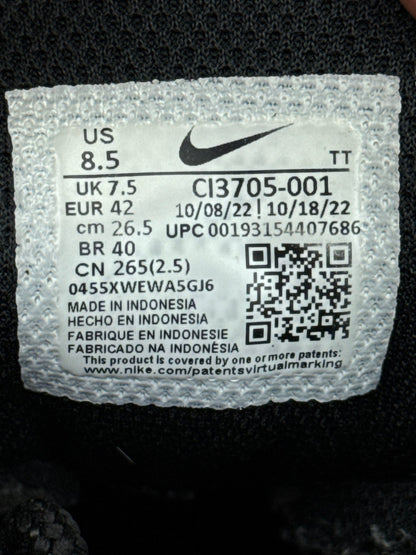 US
8.5
TT
UK 7.5
CI3705-001
EUR 42
10/08/22 | 10/18/22
cm 26.5
UPC 00193154407686
BR 40
CN 265(2.5)
0455XWEWA5GJ6
MADE IN INDONESIA
HECHO EN INDONESIA
FABRIQUE EN INDONESIE
FABRICADO NA INDONÈSIA
This product is covered by one or more patents:
www.nike.com/patentsvirtualmarking